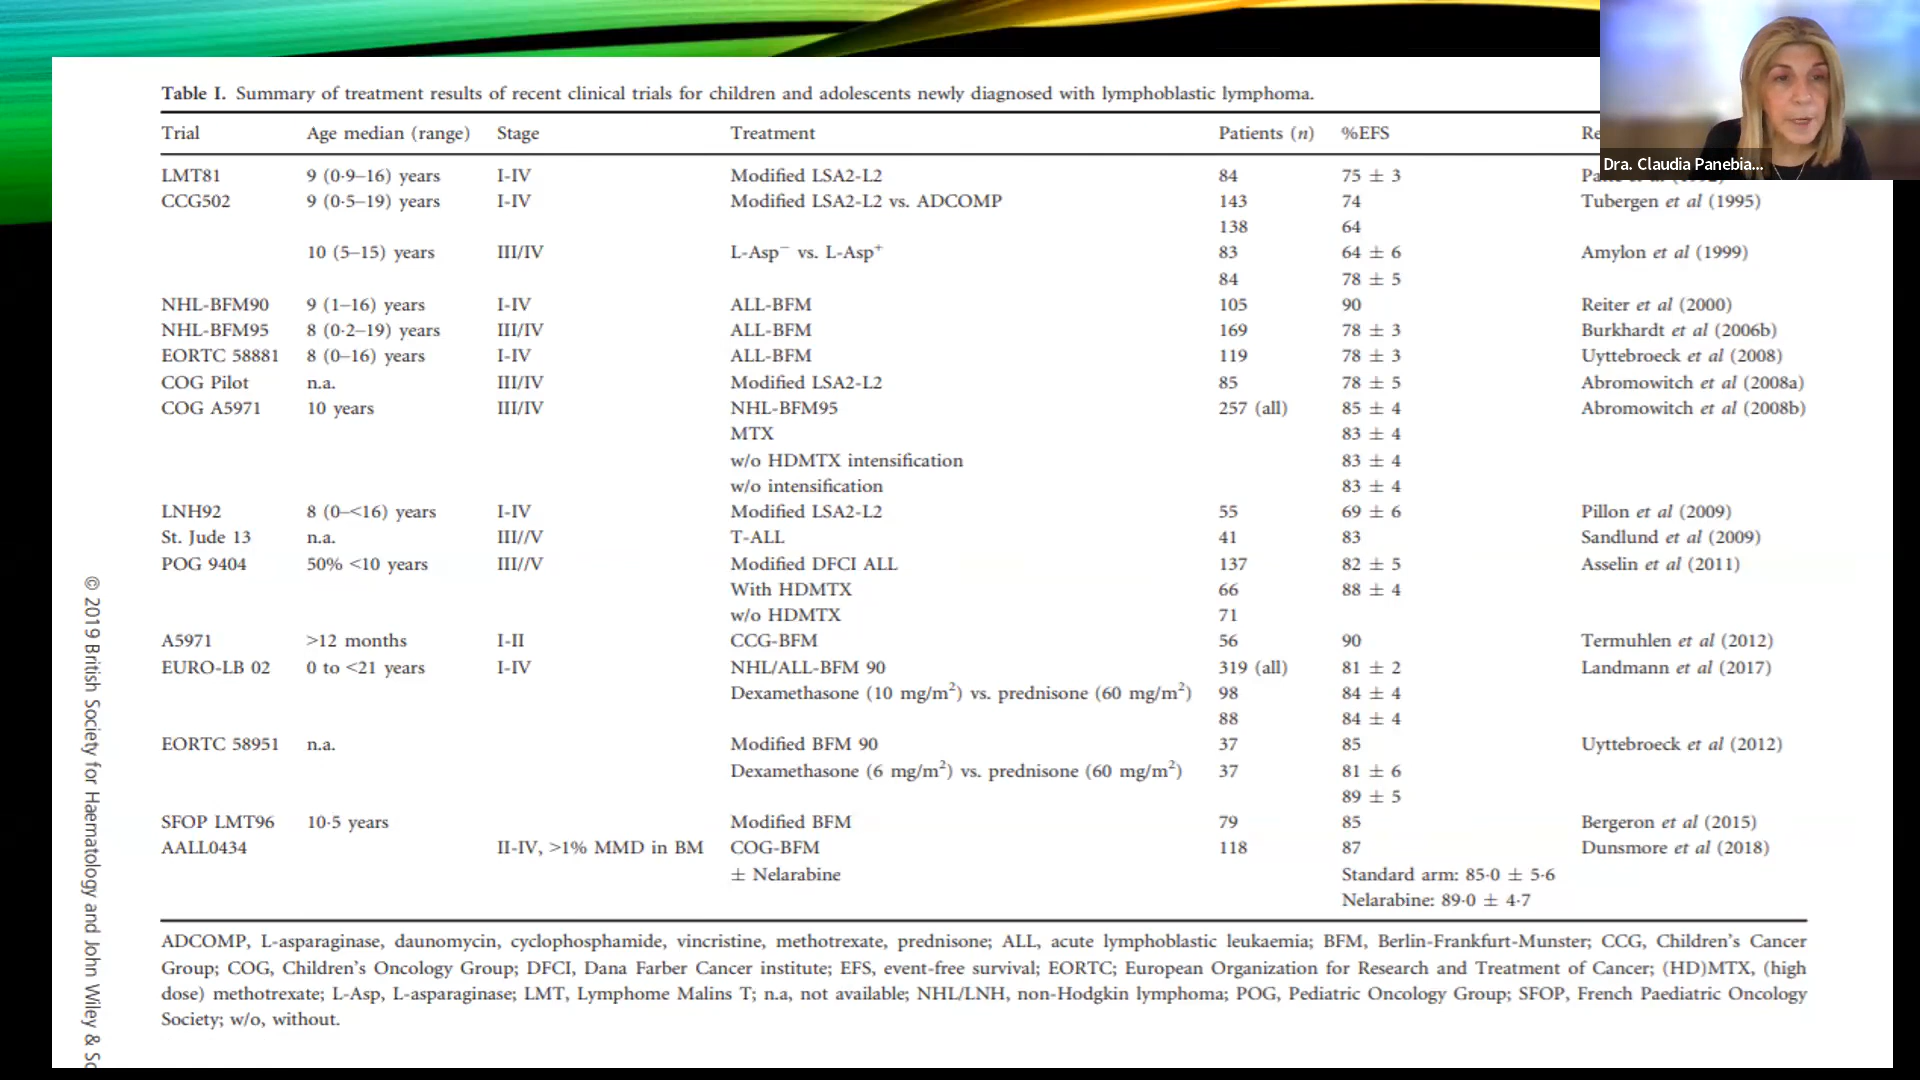 Table I. Summary of treatment results of recent clinical trials for children and adolescents newly diagnosed with lymphoblastic lymphoma.
Trial Age median (range) Stage Treatment Patients (n) %EFS
LMT81 9 (0·9–16) years I-IV Modified LSA2-L2 84 75 ± 3
CCG502 9 (0·5–19) years I-IV Modified LSA2-L2 vs. ADCOMP 143 74 Tubergen et al (1995)
138 64
10 (5–15) years III/IV L-Asp⁻ vs. L-Asp⁺ 83 64 ± 6 Amylon et al (1999)
84 78 ± 5
NHL-BFM90 9 (1–16) years I-IV ALL-BFM 105 90 Reiter et al (2000)
NHL-BFM95 8 (0·2–19) years III/IV ALL-BFM 169 78 ± 3 Burkhardt et al (2006b)
EORTC 58881 8 (0–16) years I-IV ALL-BFM 119 78 ± 3 Uyttebroeck et al (2008)
COG Pilot n.a. III/IV Modified LSA2-L2 85 78 ± 5 Abromowitch et al (2008a)
COG A5971 10 years III/IV NHL-BFM95 257 (all) 85 ± 4 Abromowitch et al (2008b)
MTX 83 ± 4
w/o HDMTX intensification 83 ± 4
w/o intensification 83 ± 4
LNH92 8 (0–<16) years I-IV Modified LSA2-L2 55 69 ± 6 Pillon et al (2009)
St. Jude 13 n.a. III//V T-ALL 41 83 Sandlund et al (2009)
POG 9404 50% <10 years III//V Modified DFCI ALL 137 82 ± 5 Asselin et al (2011)
With HDMTX 66 88 ± 4
w/o HDMTX 71
A5971 >12 months I-II CCG-BFM 56 90 Termuhlen et al (2012)
EURO-LB 02 0 to <21 years I-IV NHL/ALL-BFM 90 319 (all) 81 ± 2 Landmann et al (2017)
Dexamethasone (10 mg/m²) vs. prednisone (60 mg/m²) 98 84 ± 4
88 84 ± 4
EORTC 58951 n.a. Modified BFM 90 37 85 Uyttebroeck et al (2012)
Dexamethasone (6 mg/m²) vs. prednisone (60 mg/m²) 37 81 ± 6
89 ± 5
SFOP LMT96 10·5 years Modified BFM 79 85 Bergeron et al (2015)
AALL0434 II-IV, >1% MMD in BM COG-BFM 118 87 Dunsmore et al (2018)
± Nelarabine Standard arm: 85·0 ± 5·6
Nelarabine: 89·0 ± 4·7
ADCOMP, L-asparaginase, daunomycin, cyclophosphamide, vincristine, methotrexate, prednisone; ALL, acute lymphoblastic leukaemia; BFM, Berlin-Frankfurt-Munster; CCG, Children's Cancer
Group; COG, Children's Oncology Group; DFCI, Dana Farber Cancer institute; EFS, event-free survival; EORTC; European Organization for Research and Treatment of Cancer; (HD)MTX, (high
dose) methotrexate; L-Asp, L-asparaginase; LMT, Lymphome Malins T; n.a, not available; NHL/LNH, non-Hodgkin lymphoma; POG, Pediatric Oncology Group; SFOP, French Paediatric Oncology
Society; w/o, without.
© 2019 British Society for Haematology and John Wiley &
Dra. Claudia Panebia...